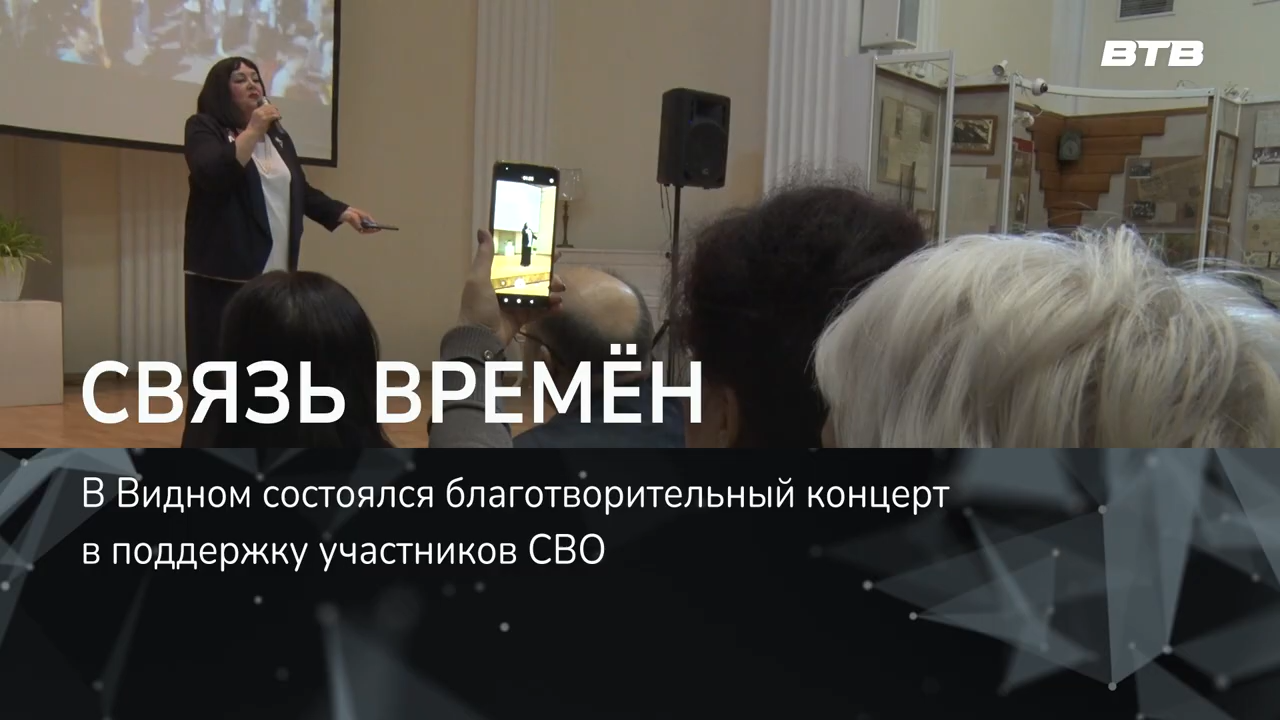 ВТВ
СВЯЗЬ ВРЕМЁН
В Видном состоялся благотворительный концерт
в поддержку участников СВО